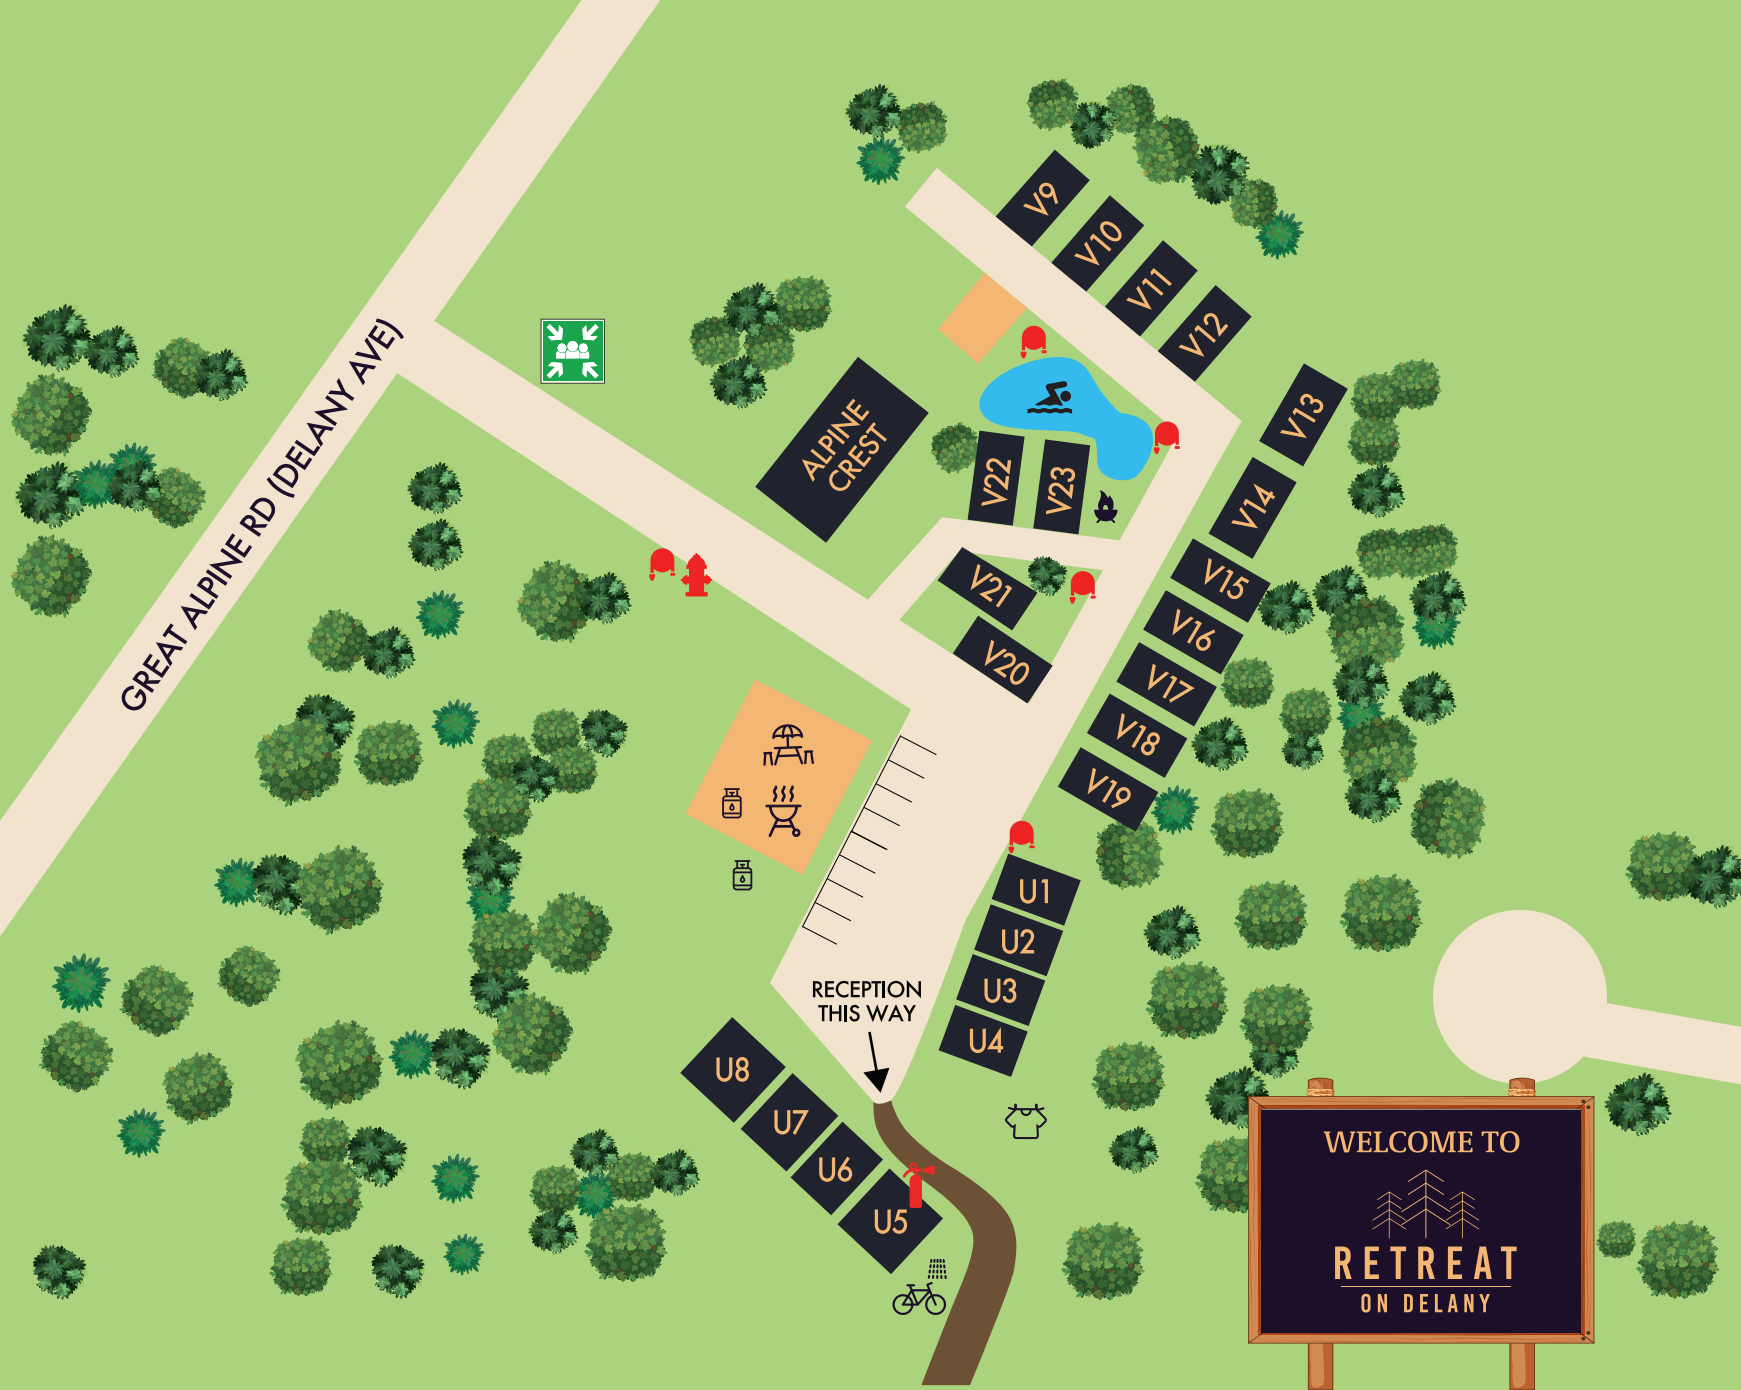 GREAT ALPINE RD (DELANY AVE)
V9
V10
V11
V12
V13
V14
V15
V16
V17
V18
V19
ALPINE
CREST
V22
V23
V21
V20
U1
U2
U3
U4
RECEPTION
THIS WAY
U8
U7
U6
U5
WELCOME TO
RETREAT
ON DELANY